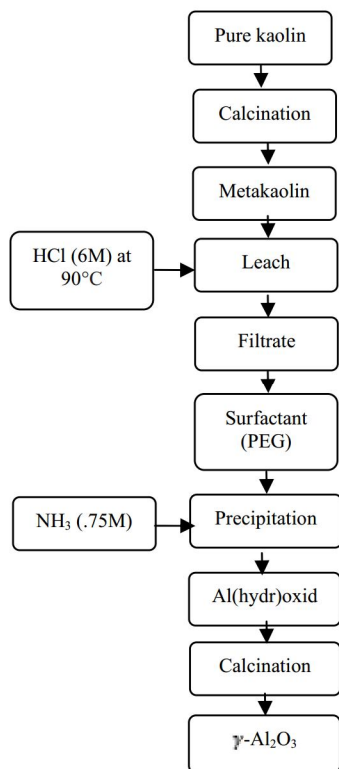 Pure kaolin
Calcination
Metakaolin
HCl (6M) at
90°C
Leach
Filtrate
Surfactant
(PEG)
NH₃ (.75M)
Precipitation
Al(hydr)oxid
Calcination
γ-Al₂O₃